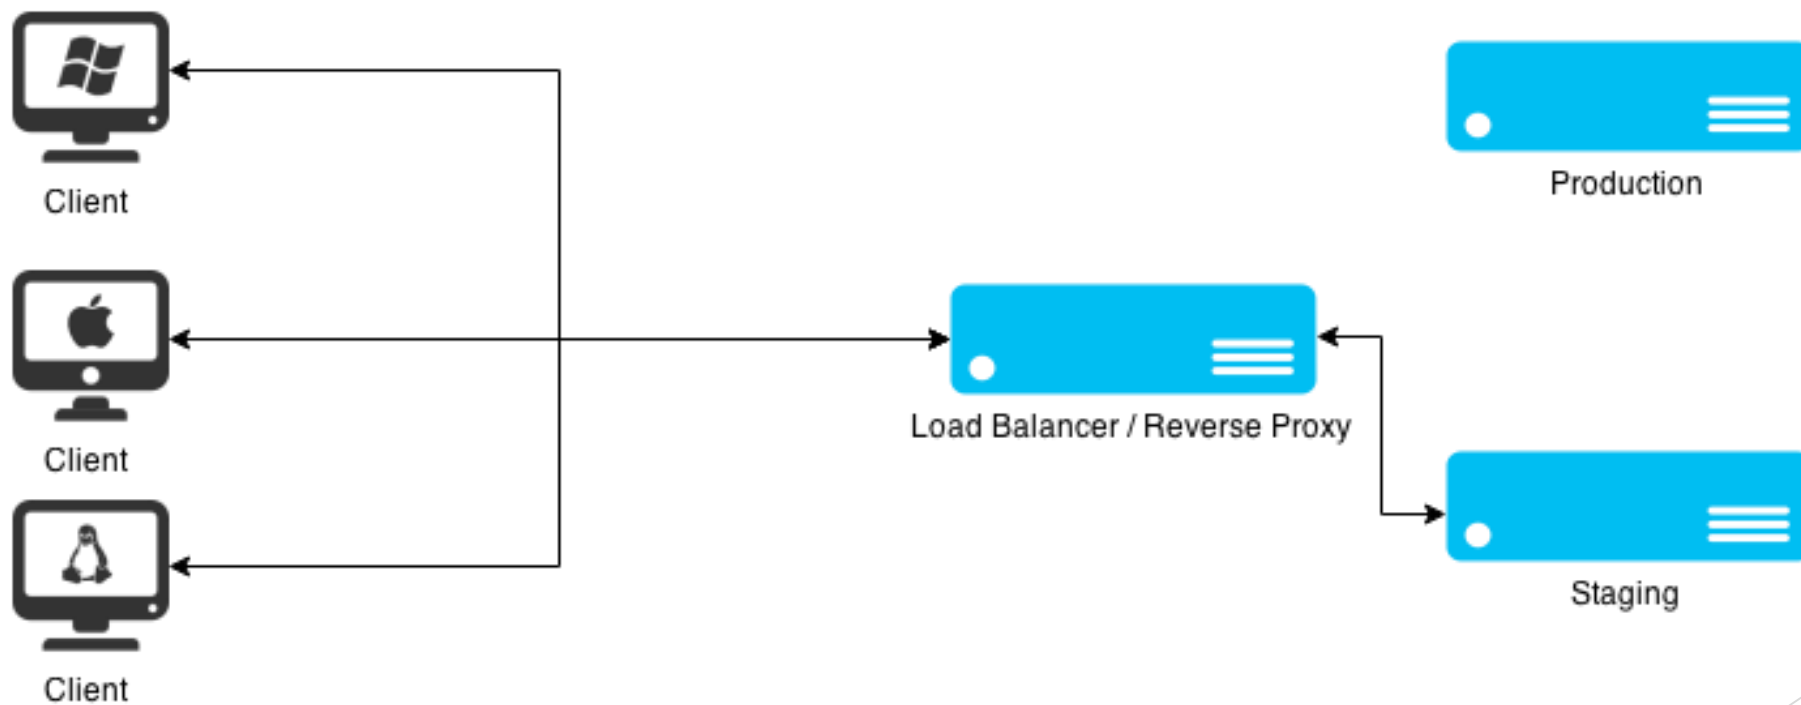 Client
Production
Client
Load Balancer / Reverse Proxy
Staging
Client